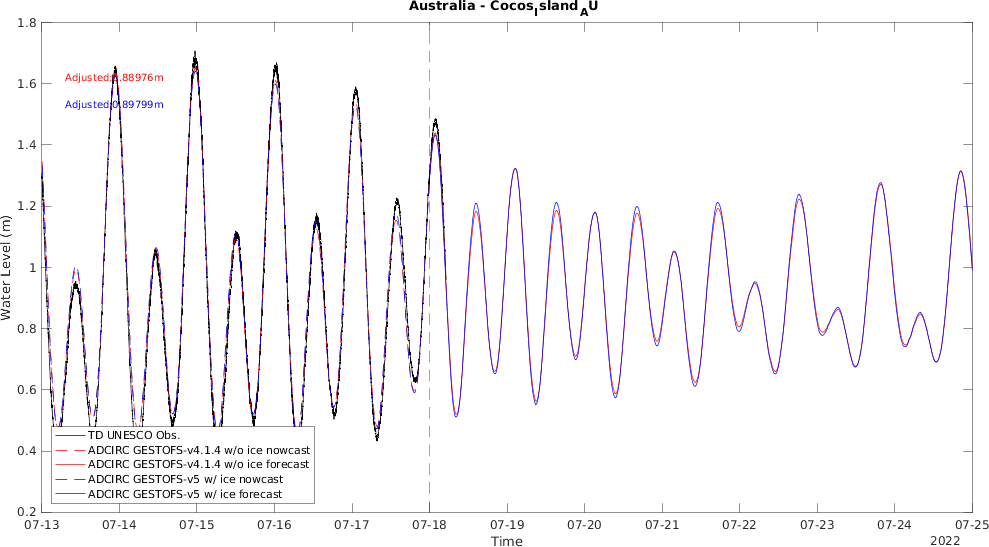 Australia - Cocos_Island_AU
1.8
1.6
1.4
1.2
1
0.8
0.6
0.4
0.2
Water Level (m)
Adjusted:0.88976m
Adjusted:0.89799m
TD UNESCO Obs.
ADCIRC GESTOFS-v4.1.4 w/o ice nowcast
ADCIRC GESTOFS-v4.1.4 w/o ice forecast
ADCIRC GESTOFS-v5 w/ ice nowcast
ADCIRC GESTOFS-v5 w/ ice forecast
07-13 07-14 07-15 07-16 07-17 07-18 07-19 07-20 07-21 07-22 07-23 07-24 07-25
Time
2022